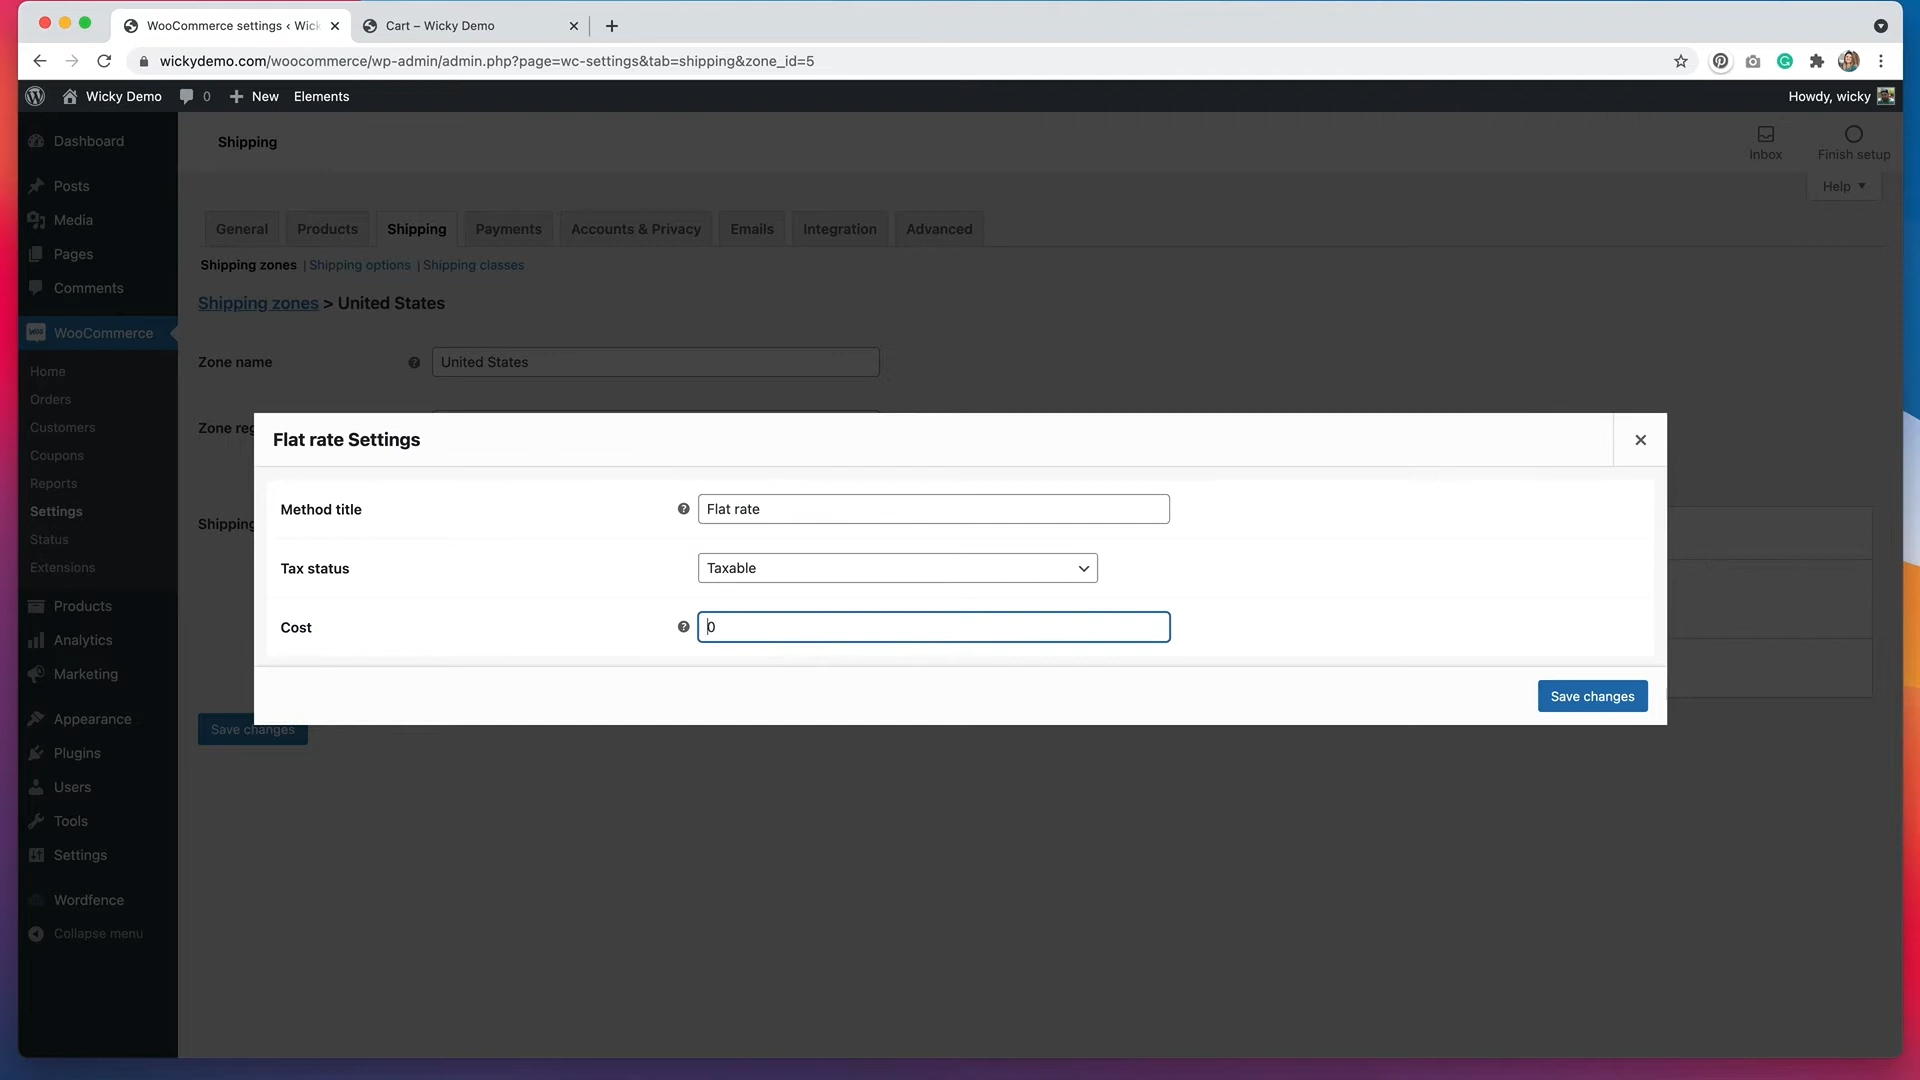 WooCommerce settings ‹ Wick
Cart – Wicky Demo
wickydemo.com/woocommerce/wp-admin/admin.php?page=wc-settings&tab=shipping&zone_id=5
Wicky Demo
0
New
Elements
Howdy, wicky
Dashboard
Posts
Media
Pages
Comments
WooCommerce
Home
Orders
Customers
Coupons
Reports
Settings
Status
Extensions
Products
Analytics
Marketing
Appearance
Plugins
Users
Tools
Settings
Wordfence
Collapse menu
Shipping
Inbox
Finish setup
Help
General
Products
Shipping
Payments
Accounts & Privacy
Emails
Integration
Advanced
Shipping zones | Shipping options | Shipping classes
Shipping zones > United States
Zone name
United States
Zone reg
Shipping
Flat rate Settings
Method title
Flat rate
Tax status
Taxable
Cost
0
Save changes
Save changes